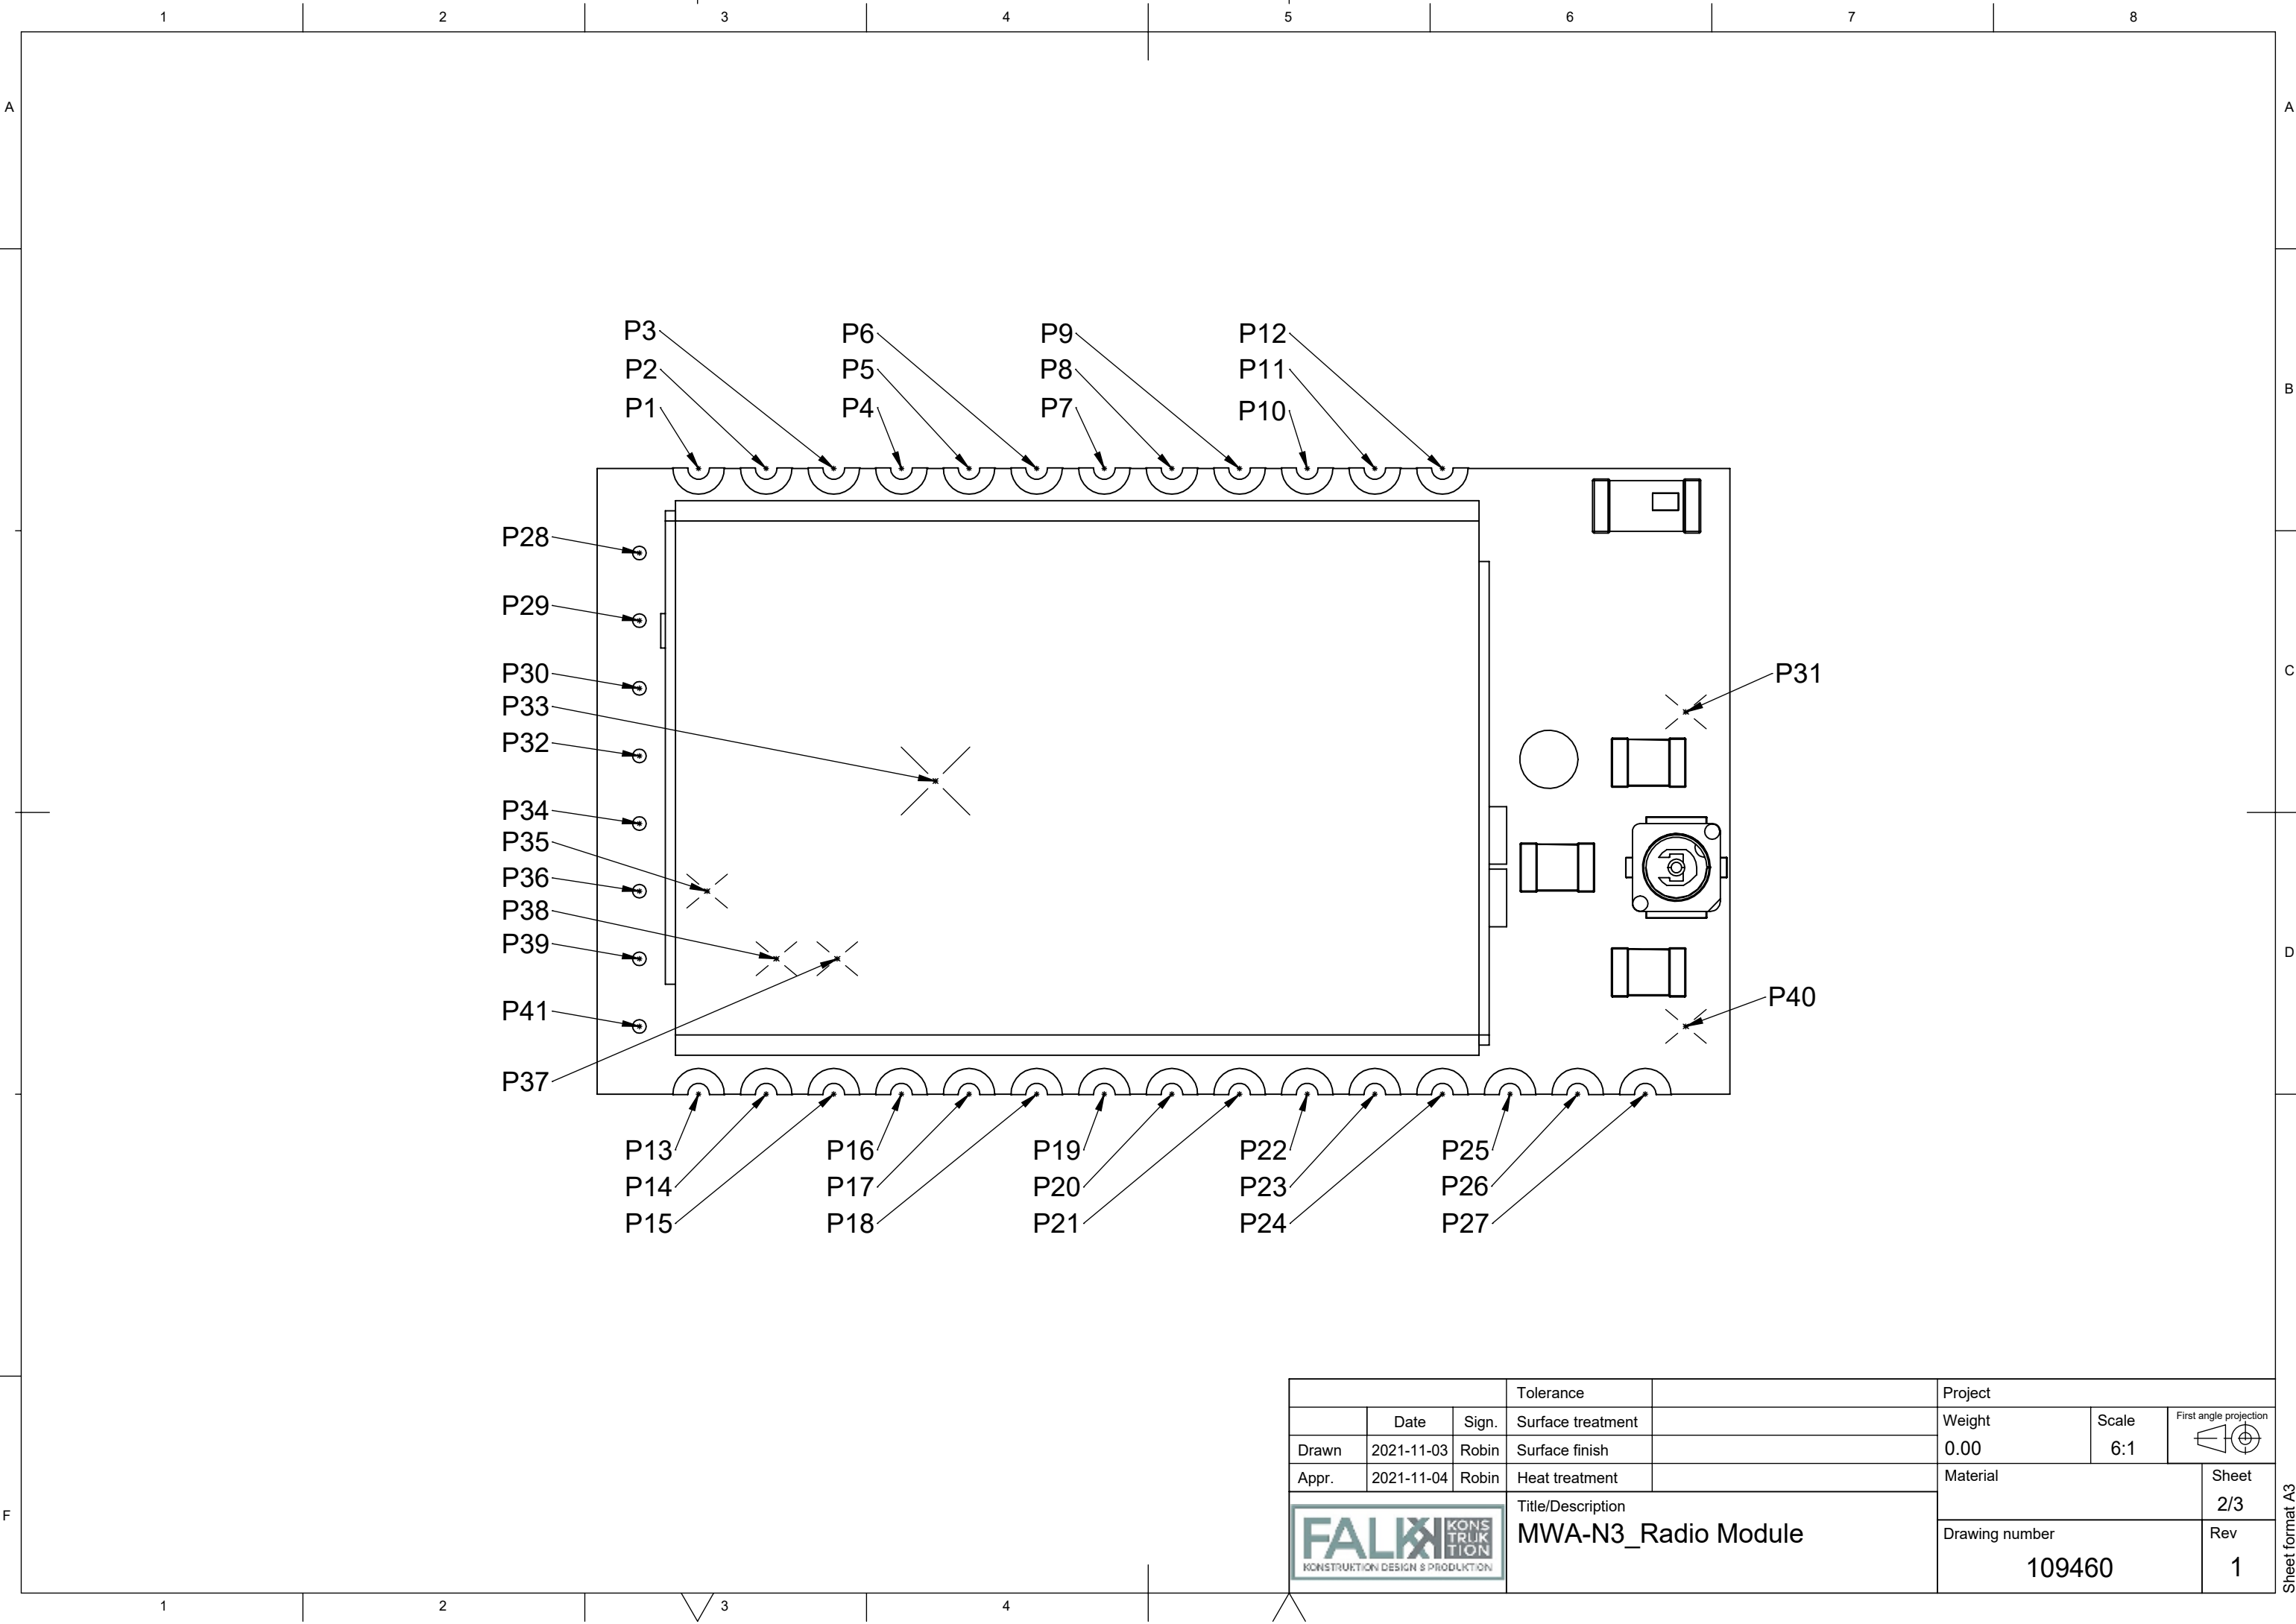 1 2 3 4 5 6 7 8
A A
P3 P6 P9 P12
P2 P5 P8 P11
B
P1 P4 P7 P10
P28
P29
C
P30 P31
P33
P32
P34
P35
P36
P38
P39
D
P40
P41
P37
P13 P16 P19 P22 P25
P14 P17 P20 P23 P26
P15 P18 P21 P24 P27
Tolerance Project
Date Sign. Surface treatment Weight Scale First angle projection
Drawn 2021-11-03 Robin Surface finish 0.00 6:1
Appr. 2021-11-04 Robin Heat treatment Material Sheet
Title/Description 2/3
MWA-N3_Radio Module
FALK KONS
TRUK
TION
KONSTRUKTION DESIGN & PRODUKTION
Drawing number Rev
109460 1
F
Sheet format A3
1 2 3 4